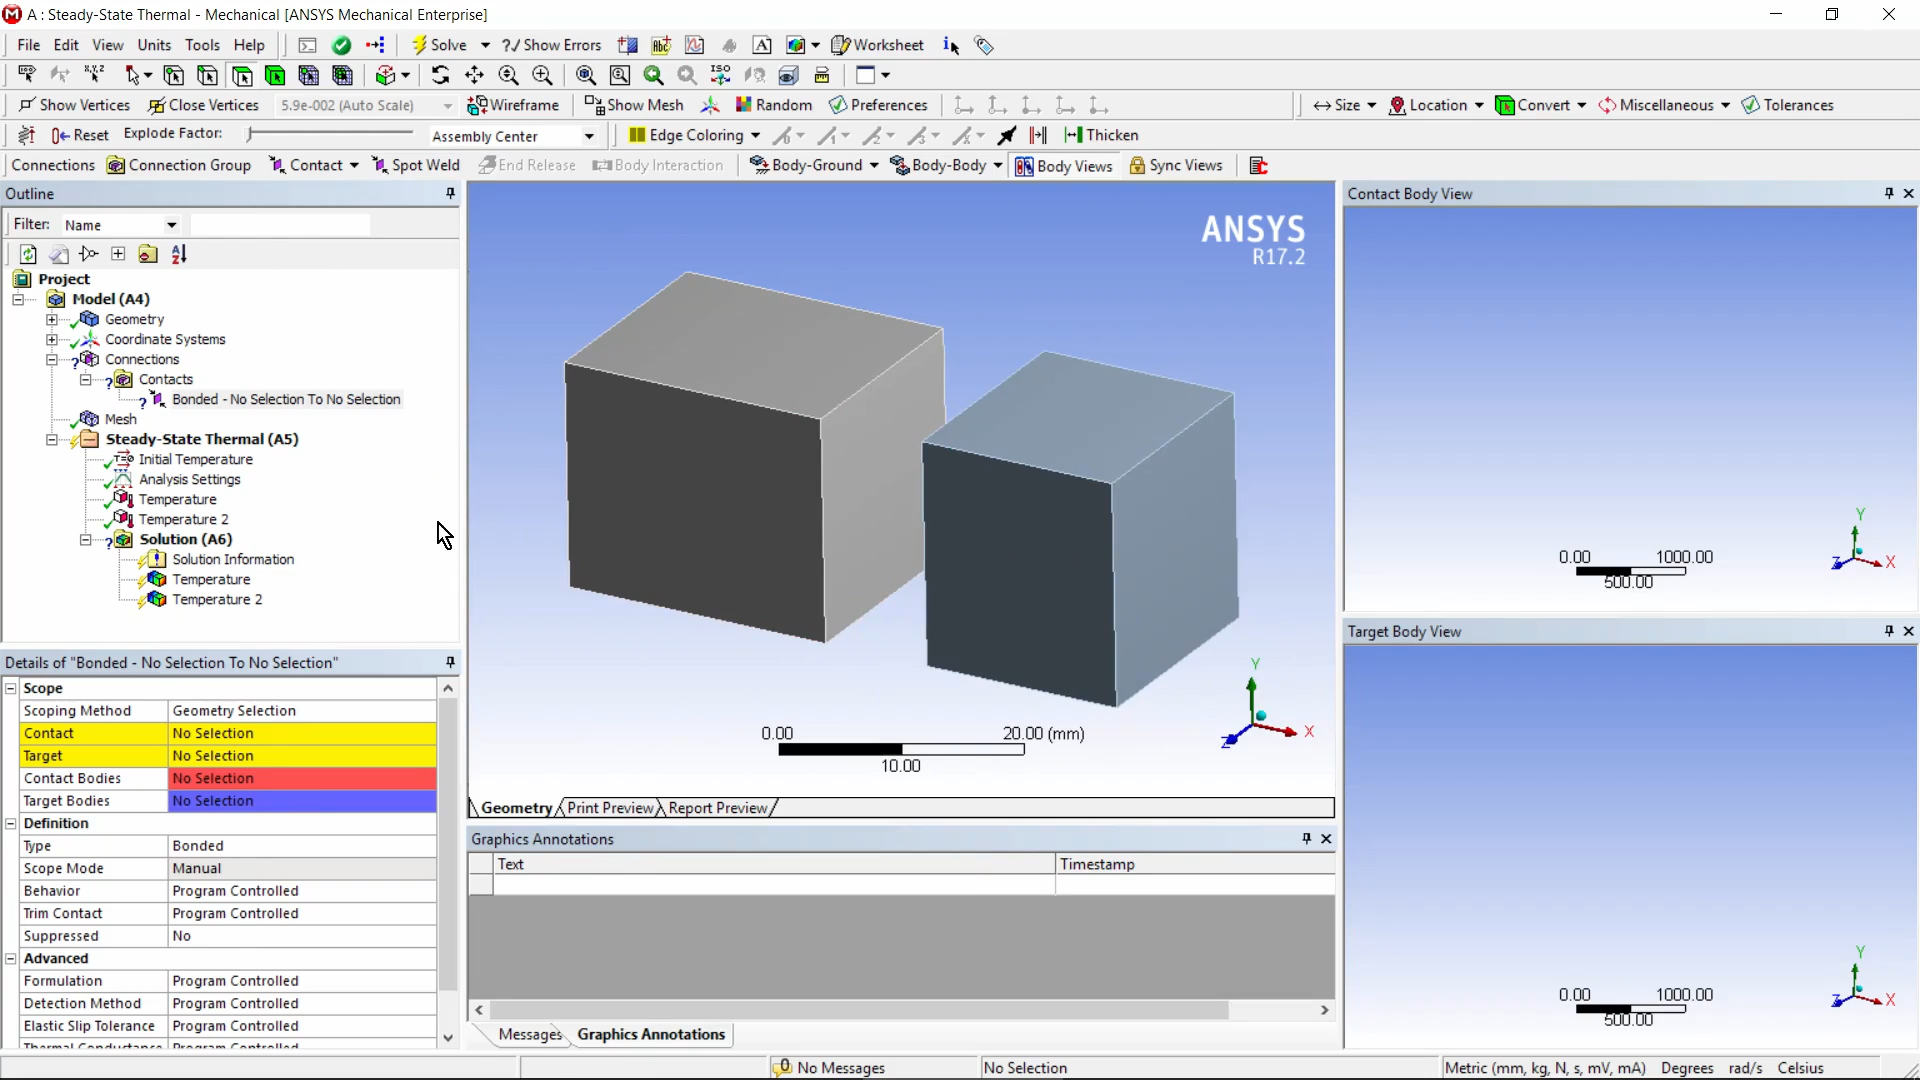 A : Steady-State Thermal - Mechanical [ANSYS Mechanical Enterprise]
File Edit View Units Tools Help Solve ?/ Show Errors Worksheet
Show Vertices Close Vertices 5.9e-002 (Auto Scale) Wireframe Show Mesh Random Preferences Size Location Convert Miscellaneous Tolerances
Reset Explode Factor: Assembly Center Edge Coloring Thicken
Connections Connection Group Contact Spot Weld End Release Body Interaction Body-Ground Body-Body Body Views Sync Views
Outline
Filter: Name
Project
Model (A4)
Geometry
Coordinate Systems
Connections
Contacts
Bonded - No Selection To No Selection
Mesh
Steady-State Thermal (A5)
Initial Temperature
Analysis Settings
Temperature
Temperature 2
Solution (A6)
Solution Information
Temperature
Temperature 2
Details of "Bonded - No Selection To No Selection"
Scope
Scoping Method Geometry Selection
Contact No Selection
Target No Selection
Contact Bodies No Selection
Target Bodies No Selection
Definition
Type Bonded
Scope Mode Manual
Behavior Program Controlled
Trim Contact Program Controlled
Suppressed No
Advanced
Formulation Program Controlled
Detection Method Program Controlled
Elastic Slip Tolerance Program Controlled
Thermal Conductance Program Controlled
ANSYS
R17.2
Y
X
Z
0.00 20.00 (mm)
10.00
Geometry Print Preview Report Preview
Graphics Annotations
Text Timestamp
Messages Graphics Annotations
Contact Body View
Y
X
Z
0.00 1000.00
500.00
Target Body View
Y
X
Z
0.00 1000.00
500.00
No Messages No Selection Metric (mm, kg, N, s, mV, mA) Degrees rad/s Celsius